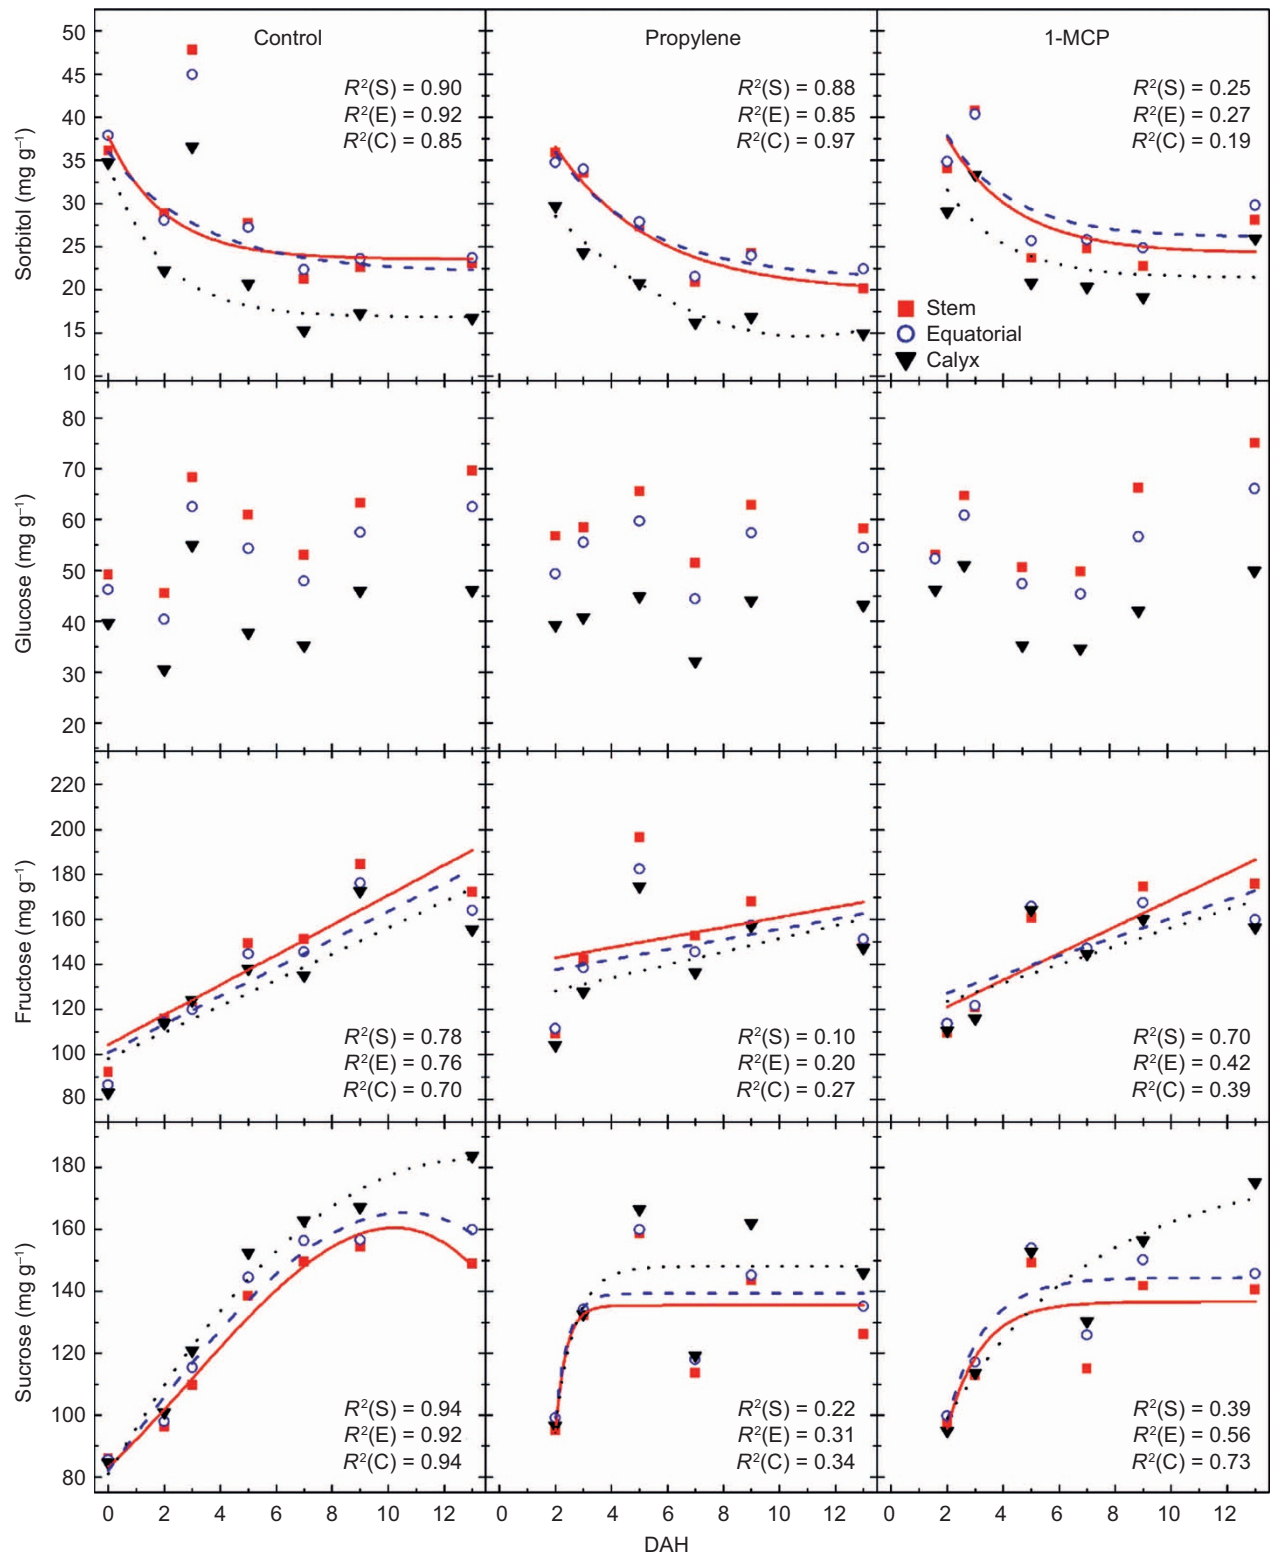 Control
Propylene
1-MCP
R²(S) = 0.90
R²(E) = 0.92
R²(C) = 0.85
R²(S) = 0.88
R²(E) = 0.85
R²(C) = 0.97
R²(S) = 0.25
R²(E) = 0.27
R²(C) = 0.19
Stem
Equatorial
Calyx
Sorbitol (mg g⁻¹)
50
45
40
35
30
25
20
15
10
Glucose (mg g⁻¹)
80
70
60
50
40
30
20
Fructose (mg g⁻¹)
220
200
180
160
140
120
100
80
R²(S) = 0.78
R²(E) = 0.76
R²(C) = 0.70
R²(S) = 0.10
R²(E) = 0.20
R²(C) = 0.27
R²(S) = 0.70
R²(E) = 0.42
R²(C) = 0.39
Sucrose (mg g⁻¹)
180
160
140
120
100
80
R²(S) = 0.94
R²(E) = 0.92
R²(C) = 0.94
R²(S) = 0.22
R²(E) = 0.31
R²(C) = 0.34
R²(S) = 0.39
R²(E) = 0.56
R²(C) = 0.73
0 2 4 6 8 10 12 0 2 4 6 8 10 12 0 2 4 6 8 10 12
DAH